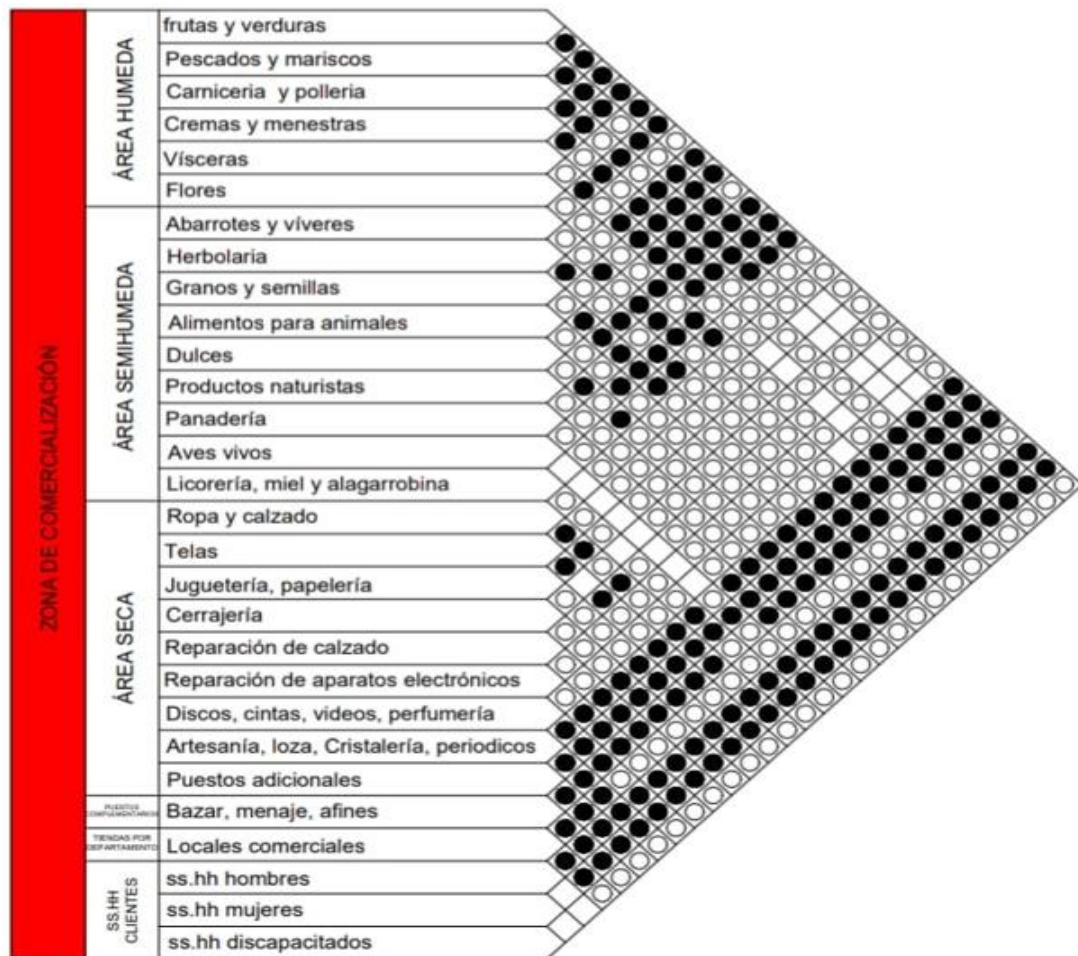 ZONA DE COMERCIALIZACIÓN
ÁREA HUMEDA
frutas y verduras
Pescados y mariscos
Carniceria y polleria
Cremas y menestras
Vísceras
Flores
ÁREA SEMIHUMEDA
Abarrotes y víveres
Herbolaria
Granos y semillas
Alimentos para animales
Dulces
Productos naturistas
Panadería
Aves vivos
Licorería, miel y alagarrobina
ÁREA SECA
Ropa y calzado
Telas
Juguetería, papelería
Cerrajería
Reparación de calzado
Reparación de aparatos electrónicos
Discos, cintas, videos, perfumería
Artesanía, loza, Cristalería, periodicos
Puestos adicionales
PUESTOS
COMPLEMENTARIOS
Bazar, menaje, afines
TIENDAS POR
DEPARTAMENTO
Locales comerciales
SS.HH
CLIENTES
ss.hh hombres
ss.hh mujeres
ss.hh discapacitados